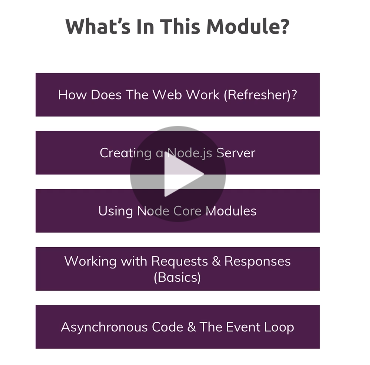 What's In This Module?
How Does The Web Work (Refresher)?
Creating a Node.js Server
Using Node Core Modules
Working with Requests & Responses
(Basics)
Asynchronous Code & The Event Loop